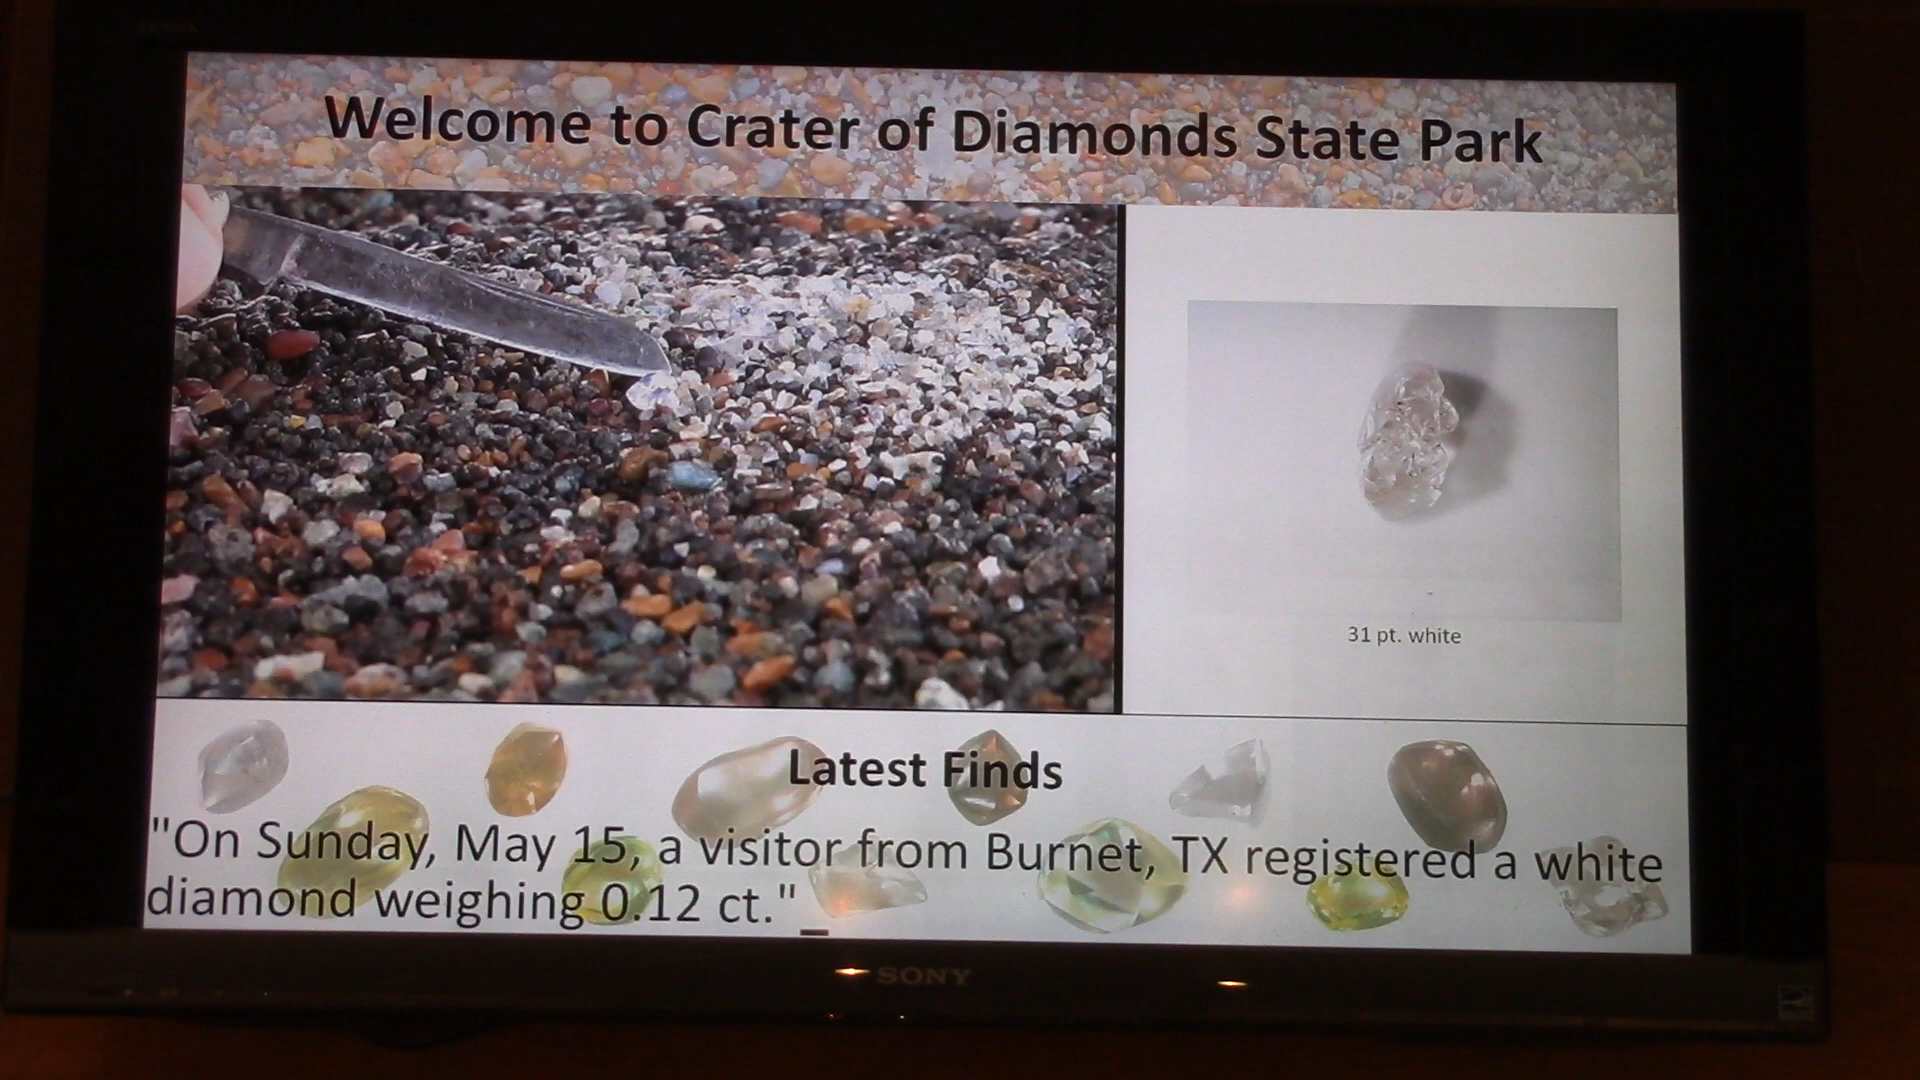 Welcome to Crater of Diamonds State Park
31 pt. white
Latest Finds
"On Sunday, May 15, a visitor from Burnet, TX registered a white
diamond weighing 0.12 ct."
SONY